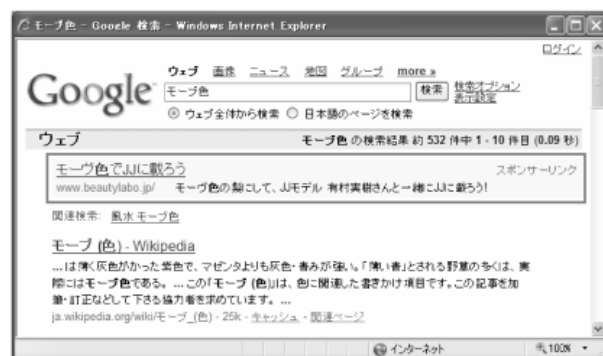 モーブ色 - Google 検索 - Windows Internet Explorer
ログイン
Google
ウェブ 画像 ニュース 地図 グループ more »
モーブ色
検索
検索オプション
表示設定
ウェブ全体から検索 日本語のページを検索
ウェブ
モーブ色 の検索結果 約 532 件中 1 - 10 件目 (0.09 秒)
モーヴ色でJJに載ろう
スポンサーリンク
www.beautylabo.jp/ モーヴ色の髪にして、JJモデル 有村実樹さんと一緒にJJに載ろう!
関連検索: 風水 モーブ色
モーブ (色) - Wikipedia
...は薄く灰色がかった紫色で、マゼンタよりも灰色・青みが強い。「薄い青」とされる野草の多くは、実
際にはモーブ色である。 ... この「モーブ (色)」は、色に関連した書きかけ項目です。この記事を加
筆・訂正などして下さる協力者を求めています。 ...
ja.wikipedia.org/wiki/モーブ_(色) - 25k - キャッシュ - 関連ページ
インターネット
100%